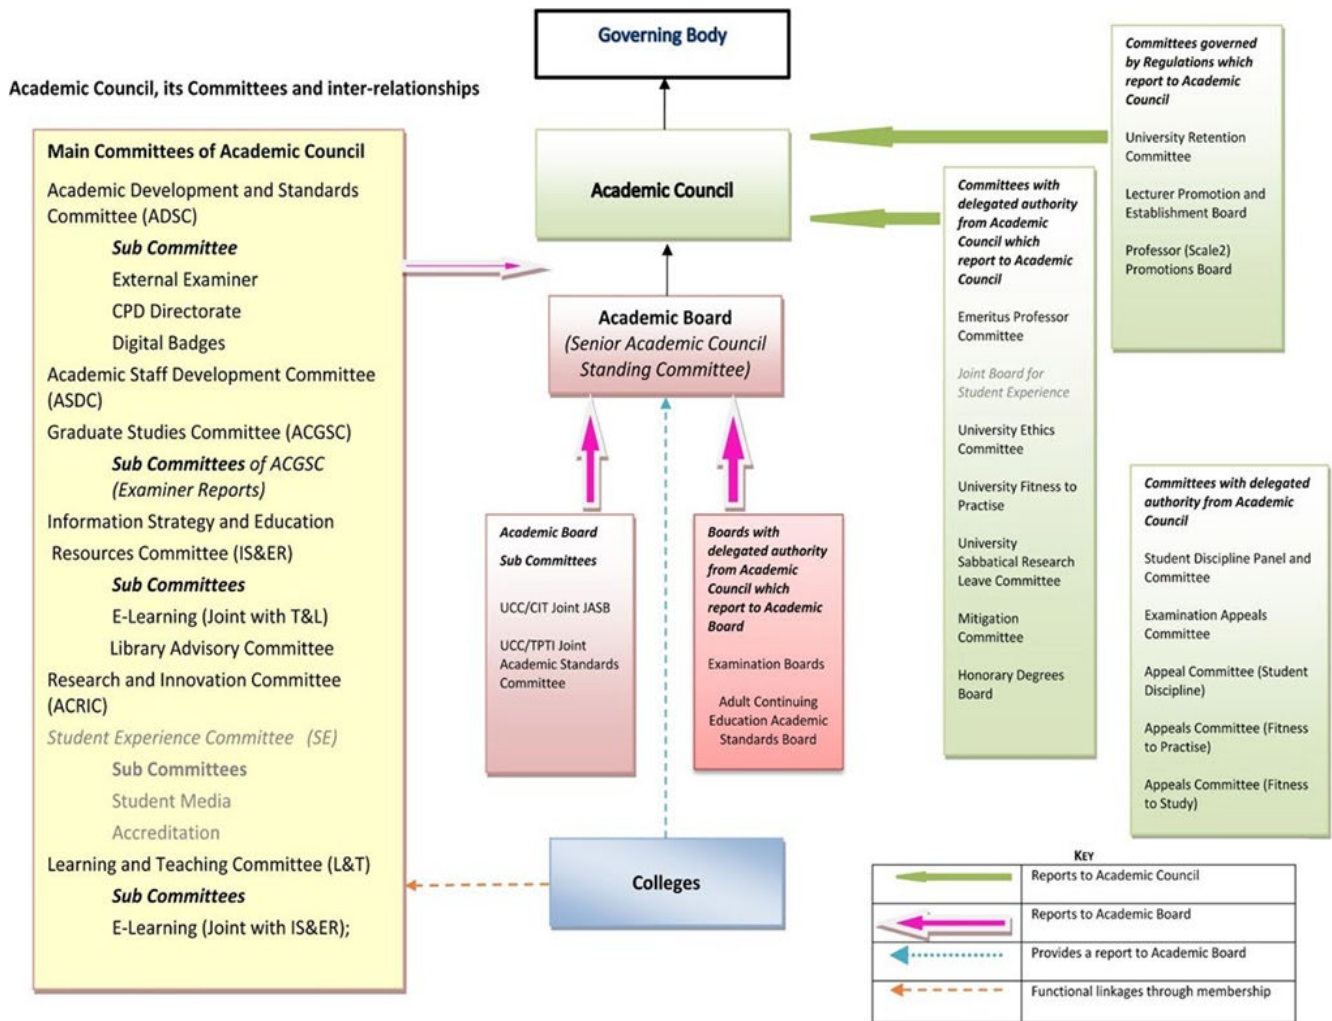 Governing Body
Academic Council, its Committees and inter-relationships
Main Committees of Academic Council
Academic Development and Standards
Committee (ADSC)
Sub Committee
External Examiner
CPD Directorate
Digital Badges
Academic Staff Development Committee
(ASDC)
Graduate Studies Committee (ACGSC)
Sub Committees of ACGSC
(Examiner Reports)
Information Strategy and Education
Resources Committee (IS&ER)
Sub Committees
E-Learning (Joint with T&L)
Library Advisory Committee
Research and Innovation Committee
(ACRIC)
Student Experience Committee (SE)
Sub Committees
Student Media
Accreditation
Learning and Teaching Committee (L&T)
Sub Committees
E-Learning (Joint with IS&ER);
Academic Council
Academic Board
(Senior Academic Council
Standing Committee)
Academic Board
Sub Committees
UCC/CIT Joint JASB
UCC/TPTI Joint
Academic Standards
Committee
Boards with
delegated authority
from Academic
Council which
report to Academic
Board
Examination Boards
Adult Continuing
Education Academic
Standards Board
Colleges
Committees with
delegated authority
from Academic
Council which
report to Academic
Council
Emeritus Professor
Committee
Joint Board for
Student Experience
University Ethics
Committee
University Fitness to
Practise
University
Sabbatical Research
Leave Committee
Mitigation
Committee
Honorary Degrees
Board
Committees governed
by Regulations which
report to Academic
Council
University Retention
Committee
Lecturer Promotion and
Establishment Board
Professor (Scale2)
Promotions Board
Committees with delegated
authority from Academic
Council
Student Discipline Panel and
Committee
Examination Appeals
Committee
Appeal Committee (Student
Discipline)
Appeals Committee (Fitness
to Practise)
Appeals Committee (Fitness
to Study)
KEY
Reports to Academic Council
Reports to Academic Board
Provides a report to Academic Board
Functional linkages through membership